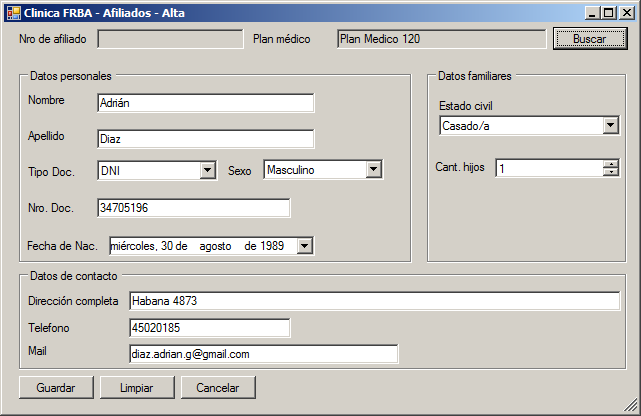 Clinica FRBA - Afiliados - Alta
Nro de afiliado Plan médico Plan Medico 120 Buscar
Datos personales
Nombre Adrián
Apellido Diaz
Tipo Doc. DNI Sexo Masculino
Nro. Doc. 34705196
Fecha de Nac. miércoles, 30 de agosto de 1989
Datos familiares
Estado civil
Casado/a
Cant. hijos 1
Datos de contacto
Dirección completa Habana 4873
Telefono 45020185
Mail diaz.adrian.g@gmail.com
Guardar Limpiar Cancelar